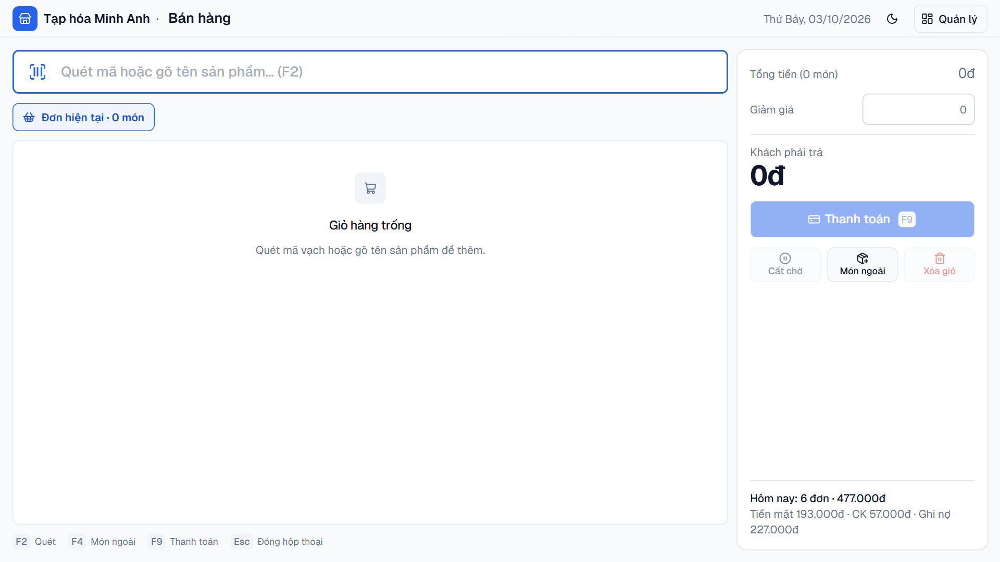 Tạp hóa Minh Anh · Bán hàng
Thứ Bảy, 03/10/2026
Quản lý
Quét mã hoặc gõ tên sản phẩm... (F2)
Đơn hiện tại · 0 món
Giỏ hàng trống
Quét mã vạch hoặc gõ tên sản phẩm để thêm.
F2 Quét F4 Món ngoài F9 Thanh toán Esc Đóng hộp thoại
Tổng tiền (0 món) 0đ
Giảm giá 0
Khách phải trả
0đ
Thanh toán F9
Cất chờ Món ngoài Xóa giỏ
Hôm nay: 6 đơn · 477.000đ
Tiền mặt 193.000đ · CK 57.000đ · Ghi nợ
227.000đ